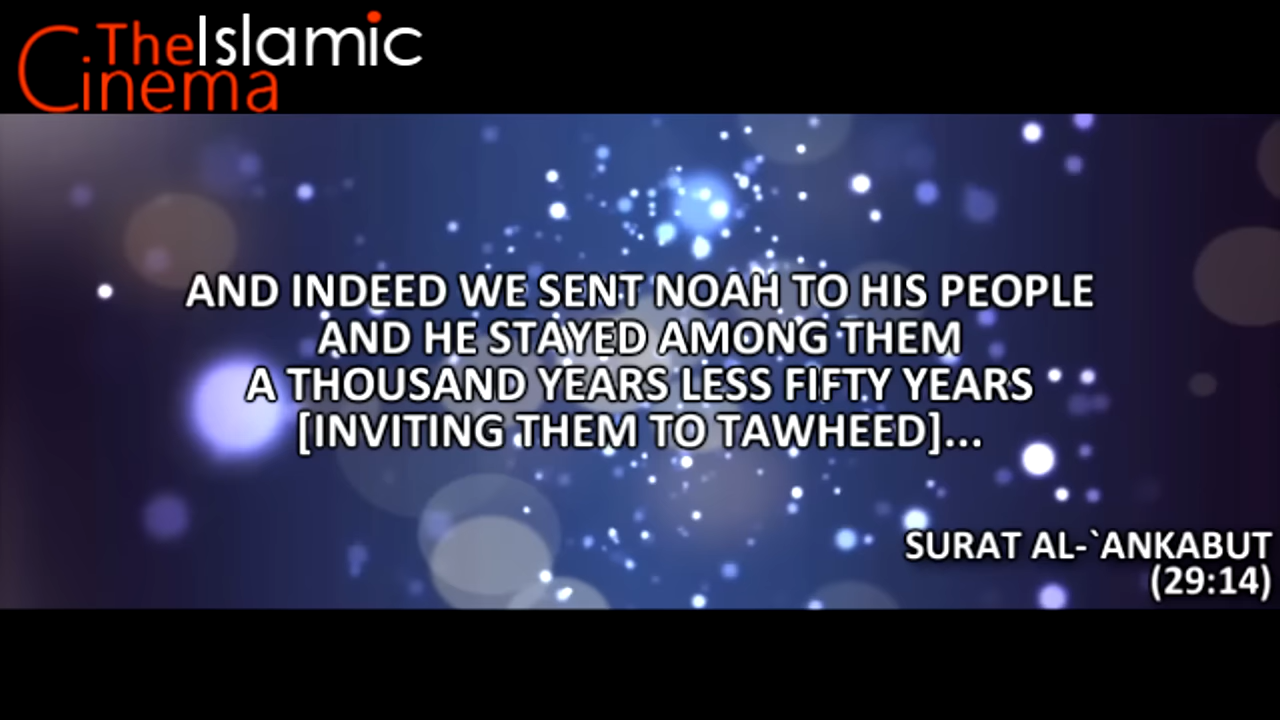 TheIslamic
Cinema
AND INDEED WE SENT NOAH TO HIS PEOPLE
AND HE STAYED AMONG THEM
A THOUSAND YEARS LESS FIFTY YEARS
[INVITING THEM TO TAWHEED]...
SURAT AL-`ANKABUT
(29:14)